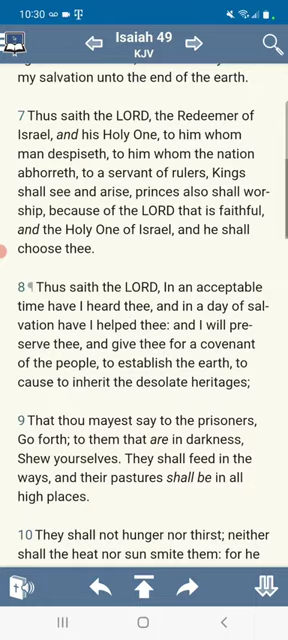 10:30
Isaiah 49
KJV
my salvation unto the end of the earth.
7 Thus saith the LORD, the Redeemer of
Israel, and his Holy One, to him whom
man despiseth, to him whom the nation
abhorreth, to a servant of rulers, Kings
shall see and arise, princes also shall wor-
ship, because of the LORD that is faithful,
and the Holy One of Israel, and he shall
choose thee.
8 ¶ Thus saith the LORD, In an acceptable
time have I heard thee, and in a day of sal-
vation have I helped thee: and I will pre-
serve thee, and give thee for a covenant
of the people, to establish the earth, to
cause to inherit the desolate heritages;
9 That thou mayest say to the prisoners,
Go forth; to them that are in darkness,
Shew yourselves. They shall feed in the
ways, and their pastures shall be in all
high places.
10 They shall not hunger nor thirst; neither
shall the heat nor sun smite them: for he